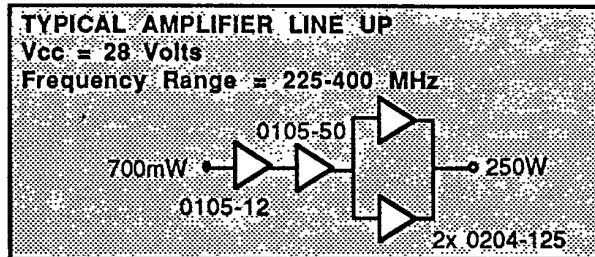 TYPICAL AMPLIFIER LINE UP
Vcc = 28 Volts
Frequency Range = 225-400 MHz
0105-50
700mW
250W
0105-12
2x 0204-125